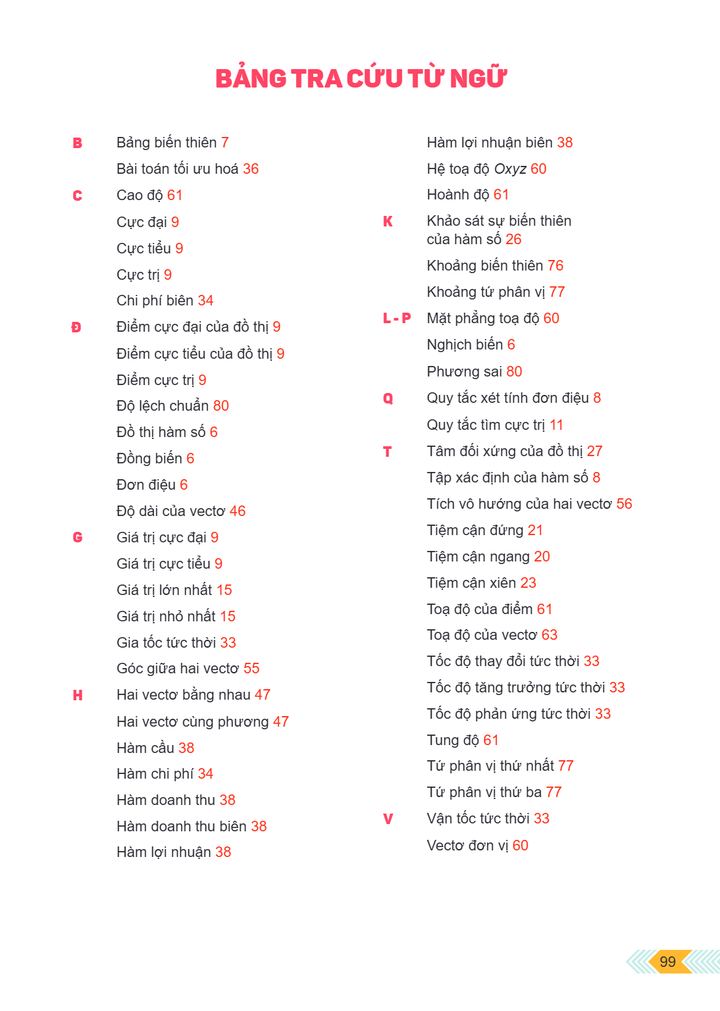 BẢNG TRA CỨU TỪ NGỮ
B Bảng biến thiên 7
Bài toán tối ưu hoá 36
C Cao độ 61
Cực đại 9
Cực tiểu 9
Cực trị 9
Chi phí biên 34
Đ Điểm cực đại của đồ thị 9
Điểm cực tiểu của đồ thị 9
Điểm cực trị 9
Độ lệch chuẩn 80
Đồ thị hàm số 6
Đồng biến 6
Đơn điệu 6
Độ dài của vectơ 46
G Giá trị cực đại 9
Giá trị cực tiểu 9
Giá trị lớn nhất 15
Giá trị nhỏ nhất 15
Gia tốc tức thời 33
Góc giữa hai vectơ 55
H Hai vectơ bằng nhau 47
Hai vectơ cùng phương 47
Hàm cầu 38
Hàm chi phí 34
Hàm doanh thu 38
Hàm doanh thu biên 38
Hàm lợi nhuận 38
Hàm lợi nhuận biên 38
Hệ toạ độ Oxyz 60
Hoành độ 61
K Khảo sát sự biến thiên
của hàm số 26
Khoảng biến thiên 76
Khoảng tứ phân vị 77
L - P Mặt phẳng toạ độ 60
Nghịch biến 6
Phương sai 80
Q Quy tắc xét tính đơn điệu 8
Quy tắc tìm cực trị 11
T Tâm đối xứng của đồ thị 27
Tập xác định của hàm số 8
Tích vô hướng của hai vectơ 56
Tiệm cận đứng 21
Tiệm cận ngang 20
Tiệm cận xiên 23
Toạ độ của điểm 61
Toạ độ của vectơ 63
Tốc độ thay đổi tức thời 33
Tốc độ tăng trưởng tức thời 33
Tốc độ phản ứng tức thời 33
Tung độ 61
Tứ phân vị thứ nhất 77
Tứ phân vị thứ ba 77
V Vận tốc tức thời 33
Vectơ đơn vị 60
99